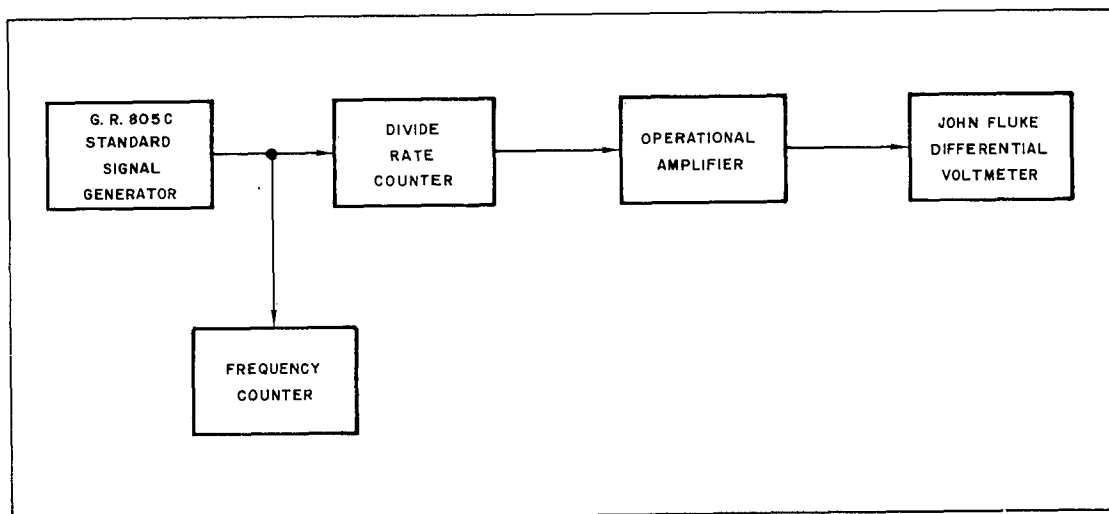 G. R. 805C
STANDARD
SIGNAL
GENERATOR
DIVIDE
RATE
COUNTER
OPERATIONAL
AMPLIFIER
JOHN FLUKE
DIFFERENTIAL
VOLTMETER
FREQUENCY
COUNTER